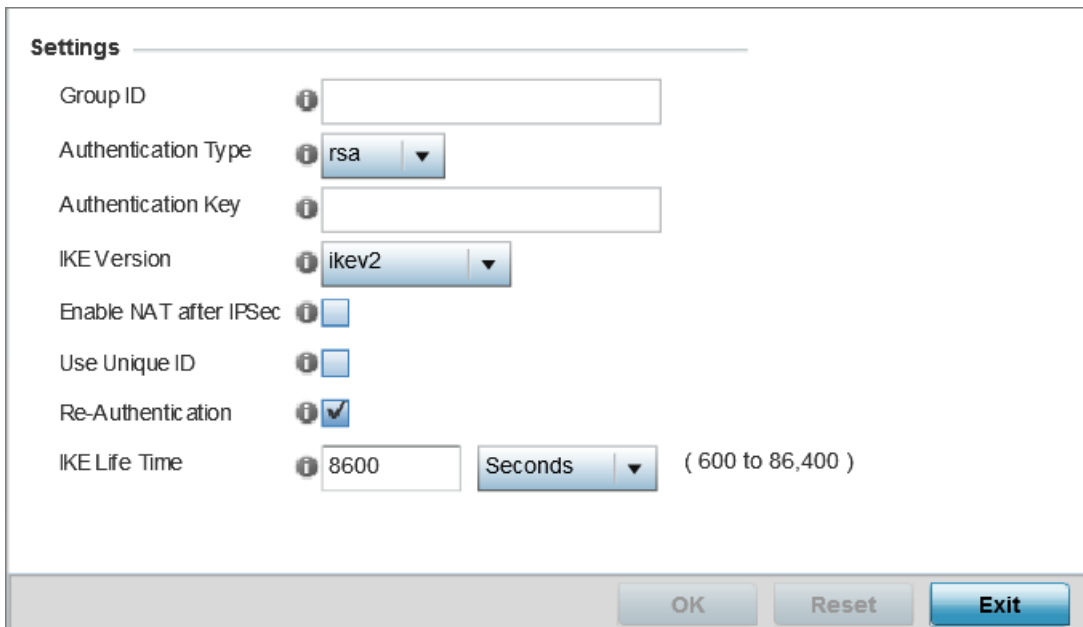 Settings
Group ID
Authentication Type rsa
Authentication Key
IKE Version ikev2
Enable NAT after IPSec
Use Unique ID
Re-Authentication
IKE Life Time 8600 Seconds ( 600 to 86,400 )
OK Reset Exit